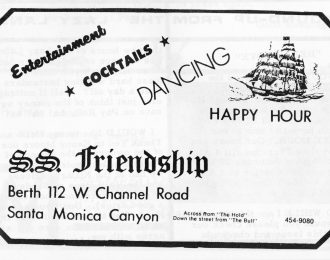 Entertainment
★ COCKTAILS ★
DANCING
HAPPY HOUR
S.S. Friendship
Berth 112 W. Channel Road
Santa Monica Canyon
Across from "The Hold"
Down the street from "The Bull"
454-9080